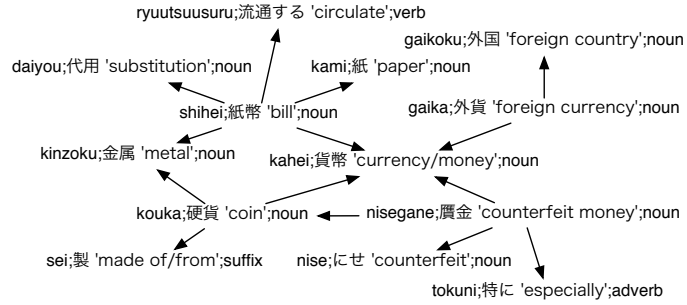 ryuutsuusuru;流通する 'circulate';verb
gaikoku;外国 'foreign country';noun
daiyou;代用 'substitution';noun
kami;紙 'paper';noun
shihei;紙幣 'bill';noun
gaika;外貨 'foreign currency';noun
kinzoku;金属 'metal';noun
kahei;貨幣 'currency/money';noun
kouka;硬貨 'coin';noun
nisegane;贋金 'counterfeit money';noun
sei;製 'made of/from';suffix
nise;にせ 'counterfeit';noun
tokuni;特に 'especially';adverb